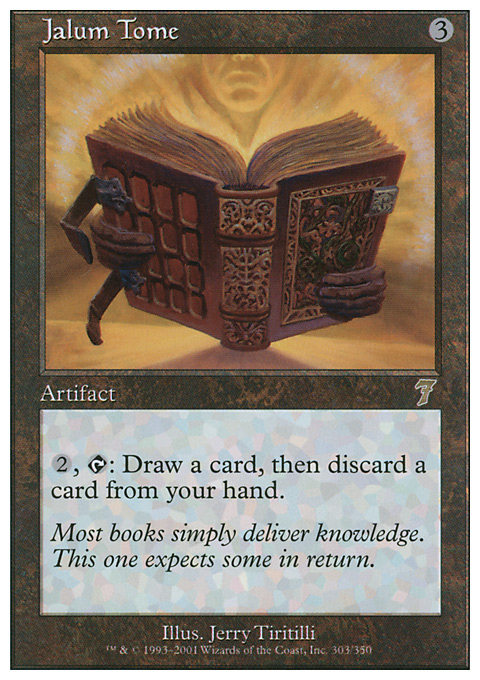 Jalum Tome 3
Artifact 7
2, : Draw a card, then discard a
card from your hand.
Most books simply deliver knowledge.
This one expects some in return.
Illus. Jerry Tiritilli
™ & © 1993–2001 Wizards of the Coast, Inc. 303/350